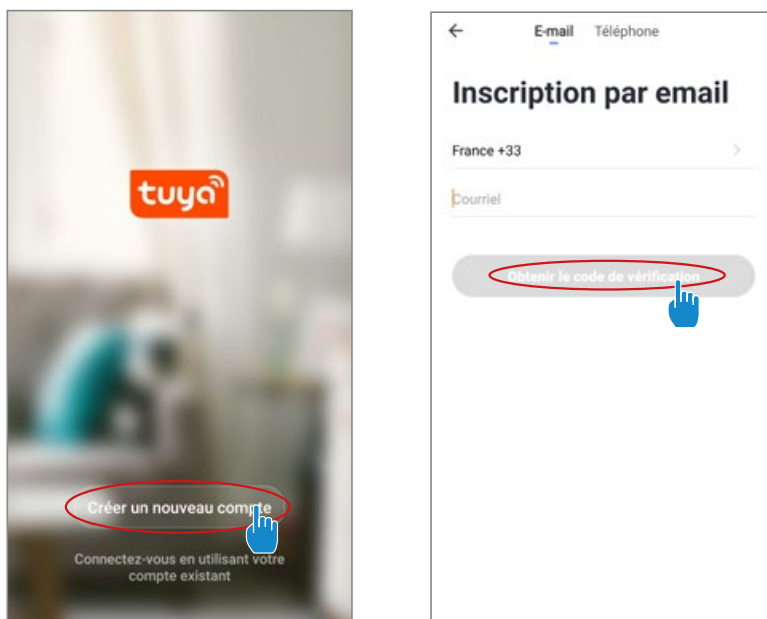 tuya
Créer un nouveau compte
Connectez-vous en utilisant votre
compte existant
E-mail Téléphone
Inscription par email
France +33
Courriel
Obtenir le code de vérification